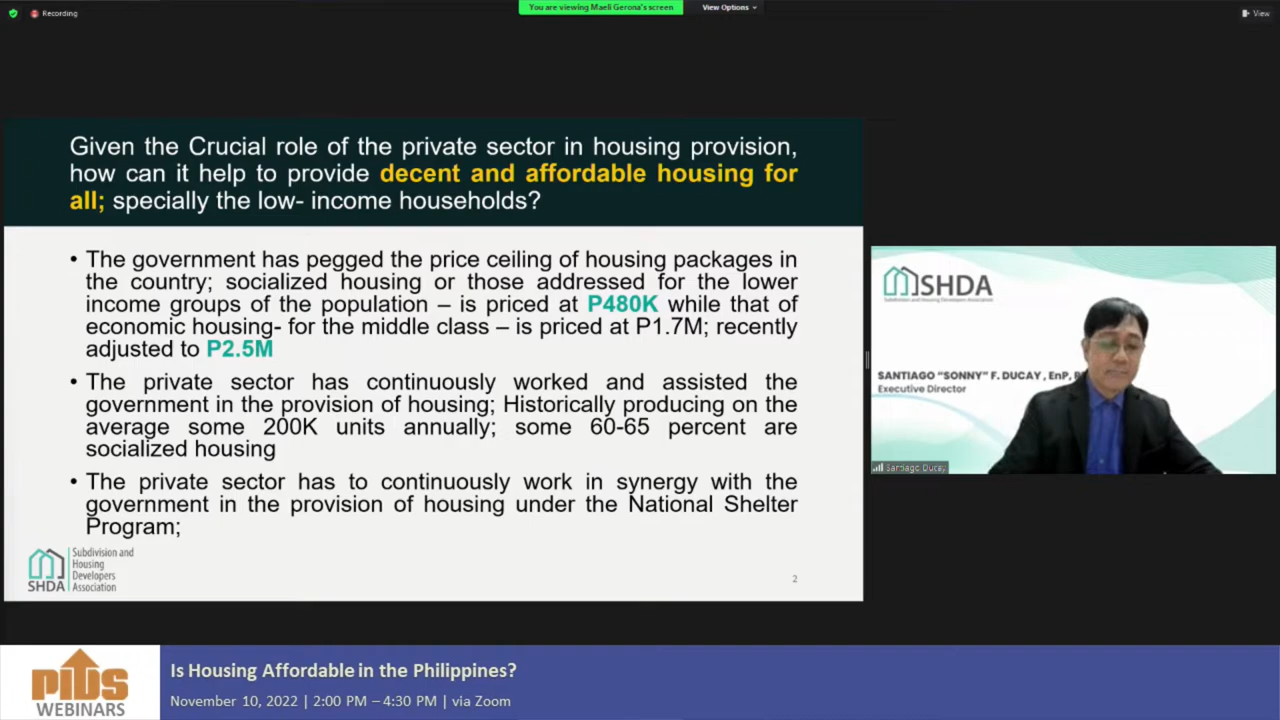 Recording
You are viewing Maeli Gerona's screen
View Options
View
Given the Crucial role of the private sector in housing provision,
how can it help to provide decent and affordable housing for
all; specially the low- income households?
• The government has pegged the price ceiling of housing packages in
the country; socialized housing or those addressed for the lower
income groups of the population – is priced at P480K while that of
economic housing- for the middle class – is priced at P1.7M; recently
adjusted to P2.5M
• The private sector has continuously worked and assisted the
government in the provision of housing; Historically producing on the
average some 200K units annually; some 60-65 percent are
socialized housing
• The private sector has to continuously work in synergy with the
government in the provision of housing under the National Shelter
Program;
SHDA
Subdivision and
Housing
Developers
Association
2
SHDA
Subdivision and Housing Developers Association
SANTIAGO “SONNY” F. DUCAY , EnP,
Executive Director
Santiago Ducay
PIDS
WEBINARS
Is Housing Affordable in the Philippines?
November 10, 2022 | 2:00 PM – 4:30 PM | via Zoom